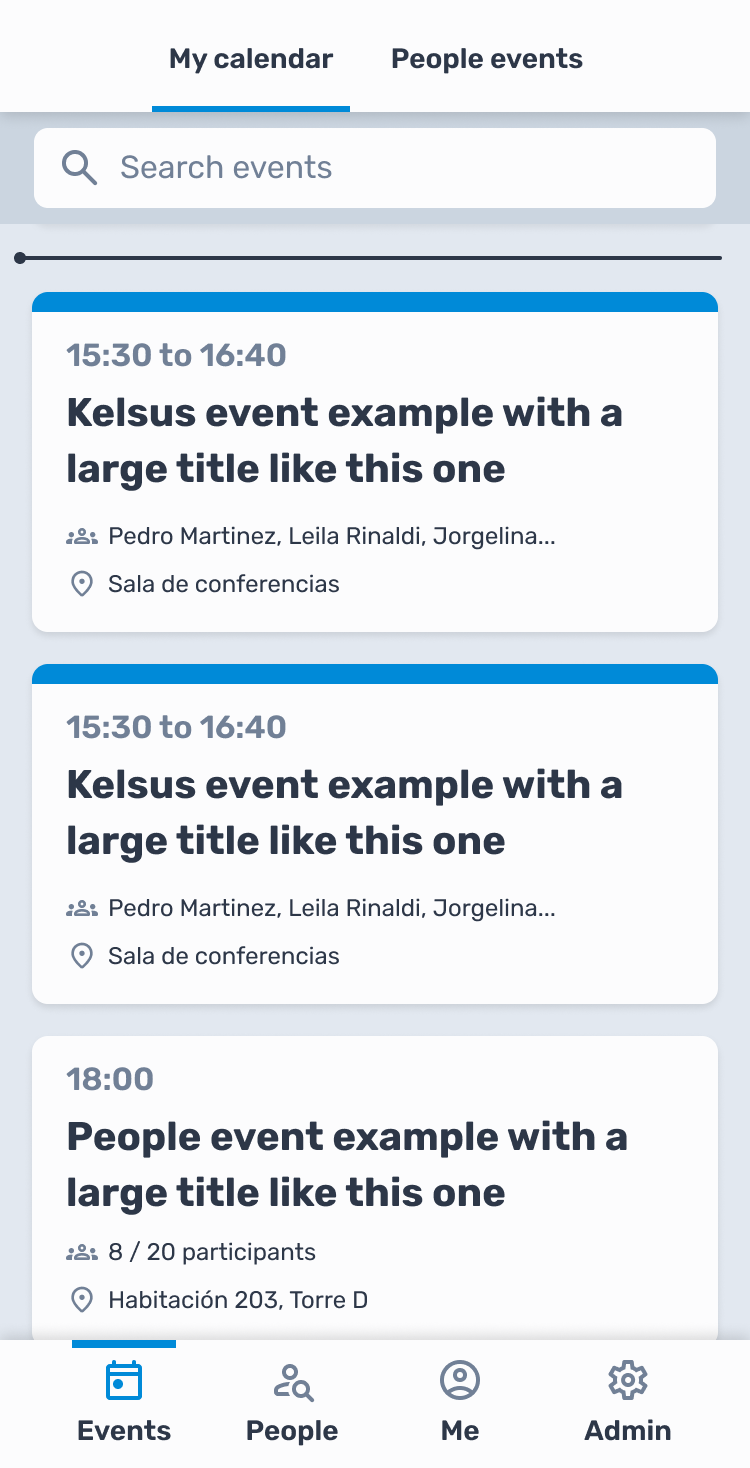 My calendar
People events
Search events
15:30 to 16:40
Kelsus event example with a
large title like this one
Pedro Martinez, Leila Rinaldi, Jorgelina...
Sala de conferencias
15:30 to 16:40
Kelsus event example with a
large title like this one
Pedro Martinez, Leila Rinaldi, Jorgelina...
Sala de conferencias
18:00
People event example with a
large title like this one
8 / 20 participants
Habitación 203, Torre D
Events
People
Me
Admin